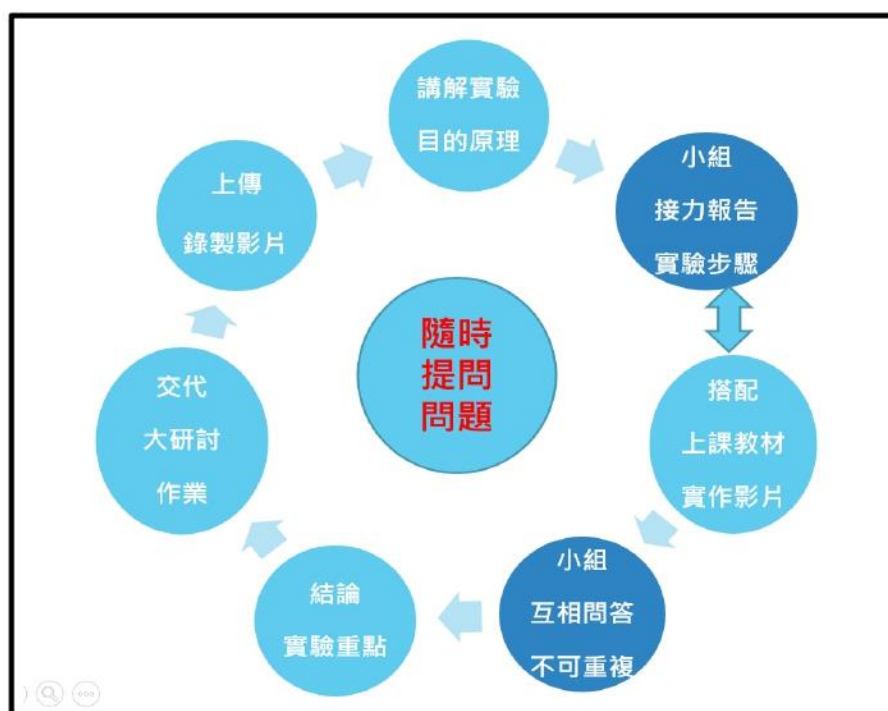 講解實驗
目的原理
小組
接力報告
實驗步驟
搭配
上課教材
實作影片
小組
互相問答
不可重複
結論
實驗重點
交代
大研討
作業
上傳
錄製影片
隨時
提問
問題